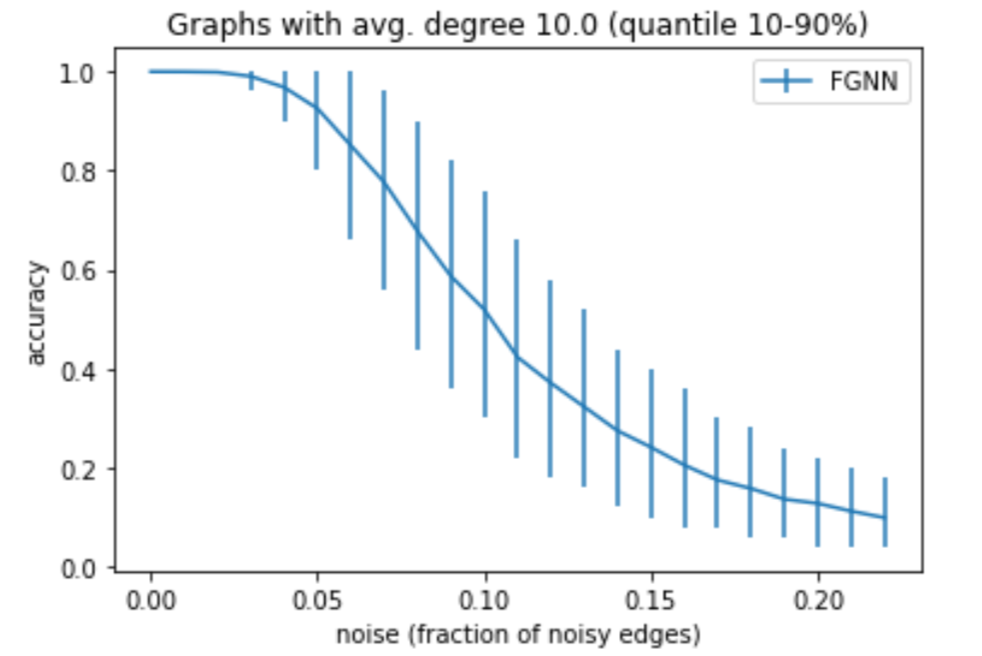 Graphs with avg. degree 10.0 (quantile 10-90%)
FGNN
1.0
0.8
0.6
0.4
0.2
0.0
accuracy
0.00 0.05 0.10 0.15 0.20
noise (fraction of noisy edges)